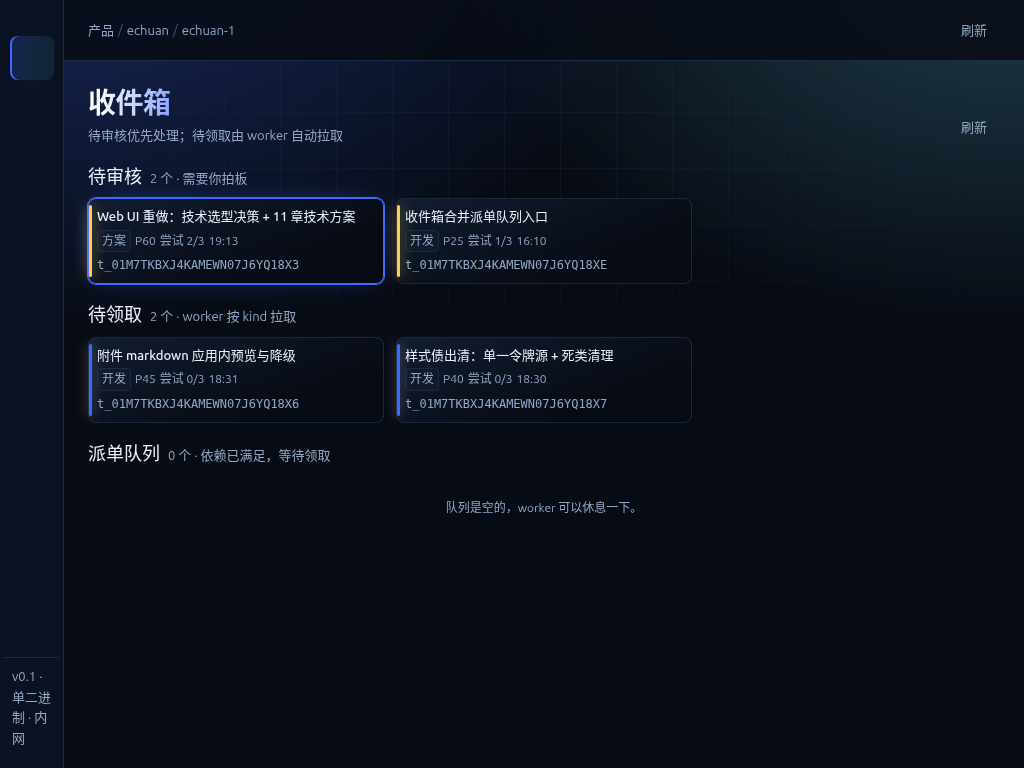 产品 / echuan / echuan-1
刷新
收件箱
待审核优先处理；待领取由 worker 自动拉取
刷新
待审核 2 个 · 需要你拍板
Web UI 重做：技术选型决策 + 11 章技术方案
方案 P60 尝试 2/3 19:13
t_01M7TKBXJ4KAMEWN07J6YQ18X3
收件箱合并派单队列入口
开发 P25 尝试 1/3 16:10
t_01M7TKBXJ4KAMEWN07J6YQ18XE
待领取 2 个 · worker 按 kind 拉取
附件 markdown 应用内预览与降级
开发 P45 尝试 0/3 18:31
t_01M7TKBXJ4KAMEWN07J6YQ18X6
样式债出清：单一令牌源 + 死类清理
开发 P40 尝试 0/3 18:30
t_01M7TKBXJ4KAMEWN07J6YQ18X7
派单队列 0 个 · 依赖已满足，等待领取
队列是空的，worker 可以休息一下。
v0.1 ·
单二进
制 · 内
网